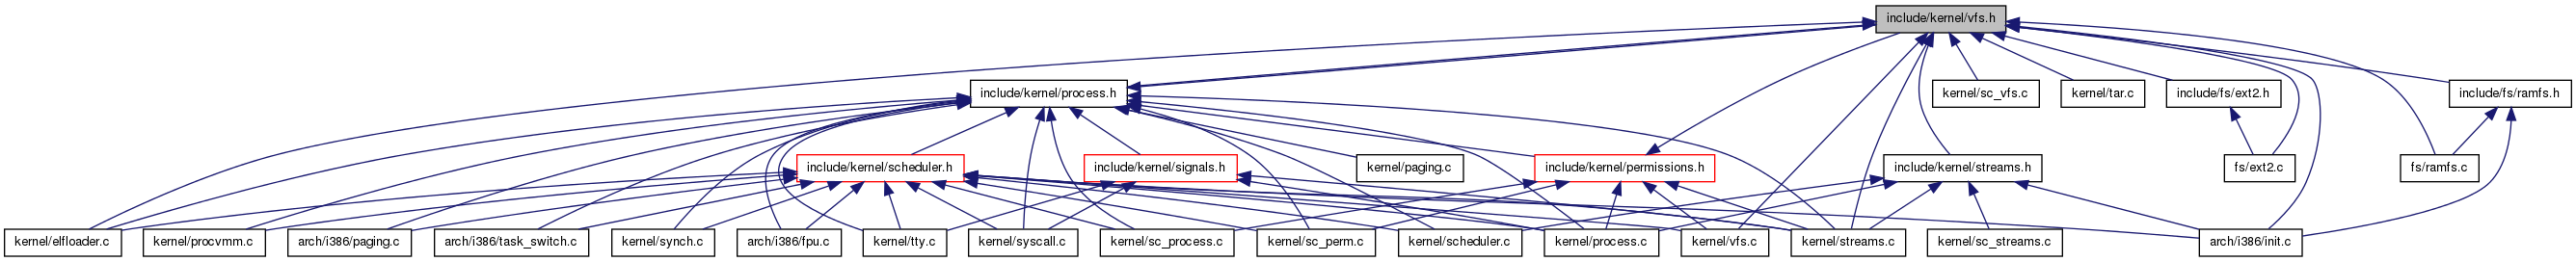 include/kernel/vfs.h
include/kernel/process.h
kernel/sc_vfs.c
kernel/tar.c
include/fs/ext2.h
include/fs/ramfs.h
include/kernel/scheduler.h
include/kernel/signals.h
kernel/paging.c
include/kernel/permissions.h
include/kernel/streams.h
fs/ext2.c
fs/ramfs.c
kernel/elfloader.c
kernel/procvmm.c
arch/i386/paging.c
arch/i386/task_switch.c
kernel/synch.c
arch/i386/fpu.c
kernel/tty.c
kernel/syscall.c
kernel/sc_process.c
kernel/sc_perm.c
kernel/scheduler.c
kernel/process.c
kernel/vfs.c
kernel/streams.c
kernel/sc_streams.c
arch/i386/init.c